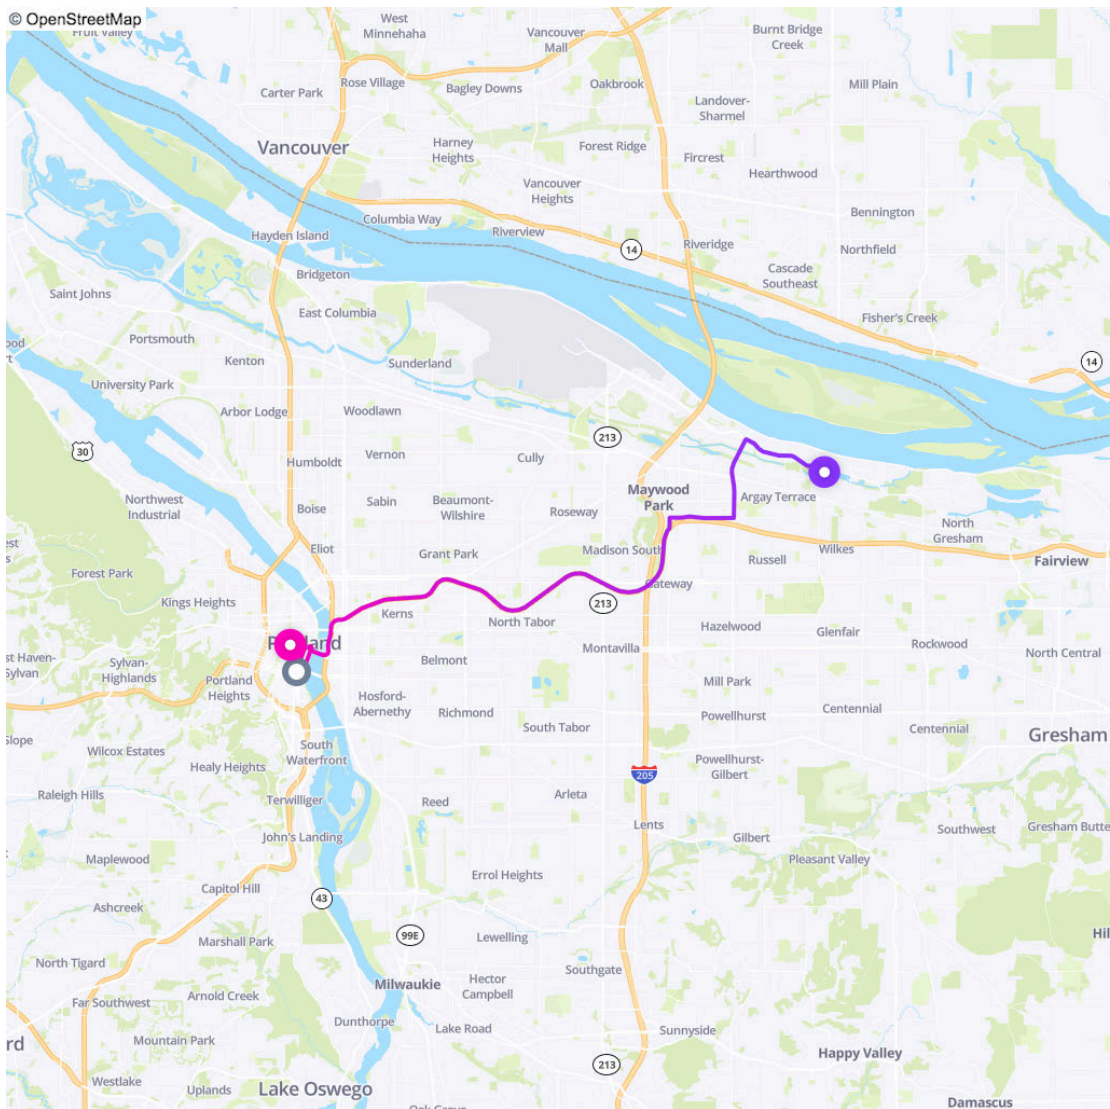 © OpenStreetMap
Fruit Valley
West
Minnehaha
Vancouver
Mall
Burnt Bridge
Creek
Carter Park
Rose Village
Bagley Downs
Oakbrook
Mill Plain
Landover-
Sharmel
Vancouver
Harney
Heights
Forest Ridge
Fircrest
Hearthwood
Vancouver
Heights
Columbia Way
Bennington
Hayden Island
Riverview
14
Riveridge
Northfield
Bridgeton
Cascade
Southeast
Saint Johns
East Columbia
Fisher's Creek
Portsmouth
Kenton
Sunderland
14
University Park
Arbor Lodge
Woodlawn
213
30
Humboldt
Vernon
Cully
Northwest
Industrial
Boise
Sabin
Beaumont-
Wilshire
Roseway
Maywood
Park
Argay Terrace
North
Gresham
Eliot
Grant Park
Madison South
Russell
Wilkes
Fairview
Forest Park
Gateway
Kings Heights
Kerns
213
North Tabor
Hazelwood
Glenfair
Rockwood
North Central
Montavilla
Belmont
st Haven-
Sylvan
Sylvan-
Highlands
Portland
Heights
Mill Park
Hosford-
Abernethy
Richmond
South Tabor
Powellhurst
Centennial
Centennial
Gresham
Slope
Wilcox Estates
South
Waterfront
Healy Heights
Powellhurst-
Gilbert
205
Raleigh Hills
Terwilliger
Reed
Arleta
John's Landing
Lents
Gilbert
Southwest
Gresham Butte
Maplewood
Pleasant Valley
Capitol Hill
43
Errol Heights
Ashcreek
99E
Marshall Park
Lewelling
Hil
North Tigard
Southgate
Milwaukie
Hector
Campbell
Far Southwest
Arnold Creek
Dunthorpe
Lake Road
Sunnyside
rd
Mountain Park
213
Happy Valley
Westlake
Uplands
Lake Oswego
Damascus